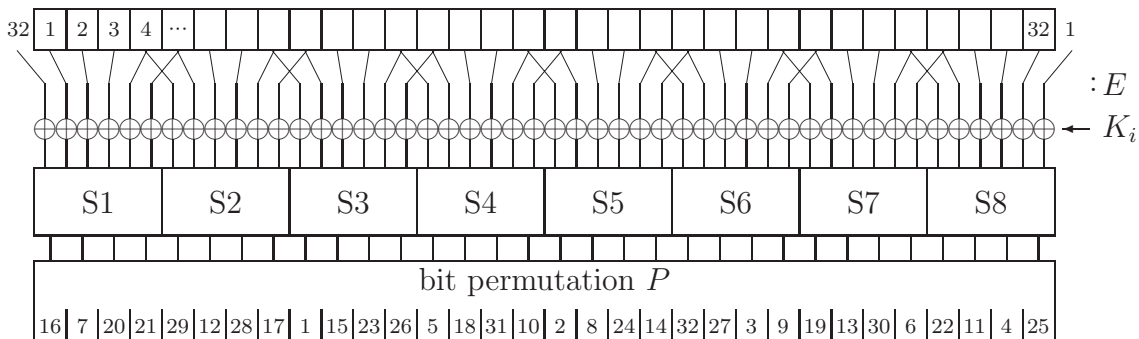 32 1 2 3 4 ... 32 1
: E
K_i
S1 S2 S3 S4 S5 S6 S7 S8
bit permutation P
16 7 20 21 29 12 28 17 1 15 23 26 5 18 31 10 2 8 24 14 32 27 3 9 19 13 30 6 22 11 4 25